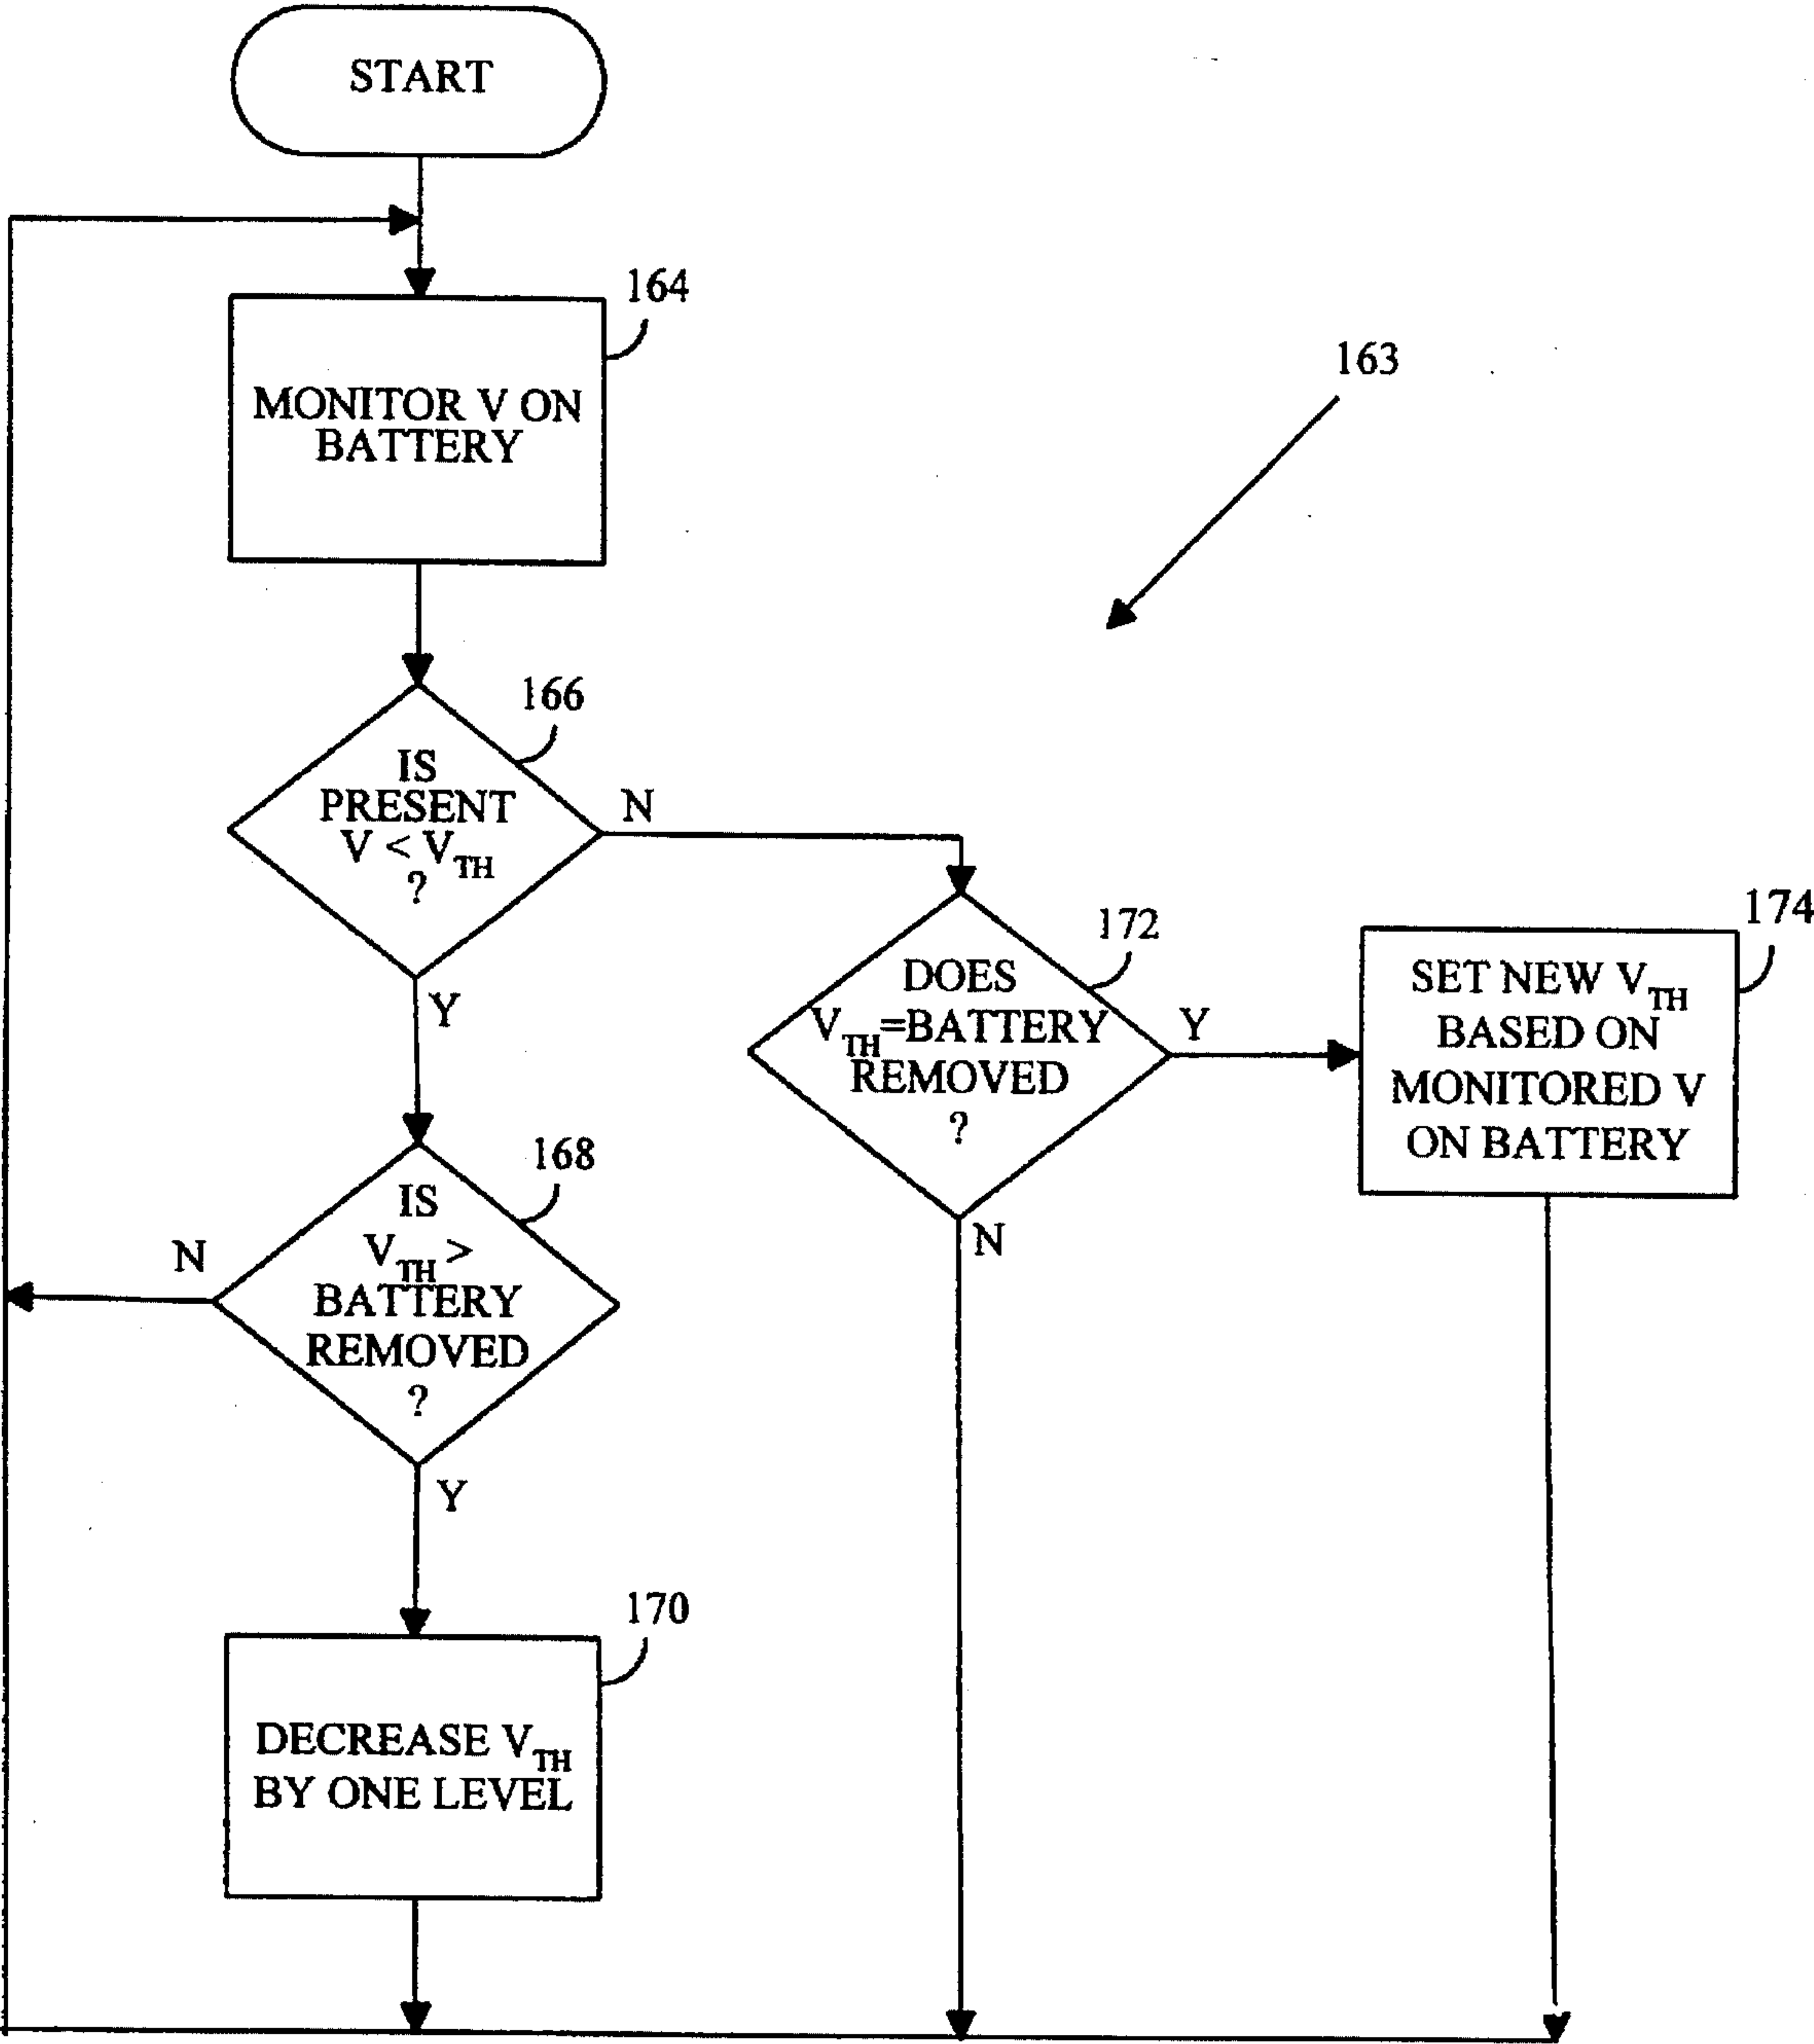 START
164
MONITOR V ON
BATTERY
163
166
IS
PRESENT
V < VTH
?
N
Y
172
DOES
VTH=BATTERY
REMOVED
?
Y
N
174
SET NEW VTH
BASED ON
MONITORED V
ON BATTERY
168
IS
VTH >
BATTERY
REMOVED
?
N
Y
170
DECREASE VTH
BY ONE LEVEL